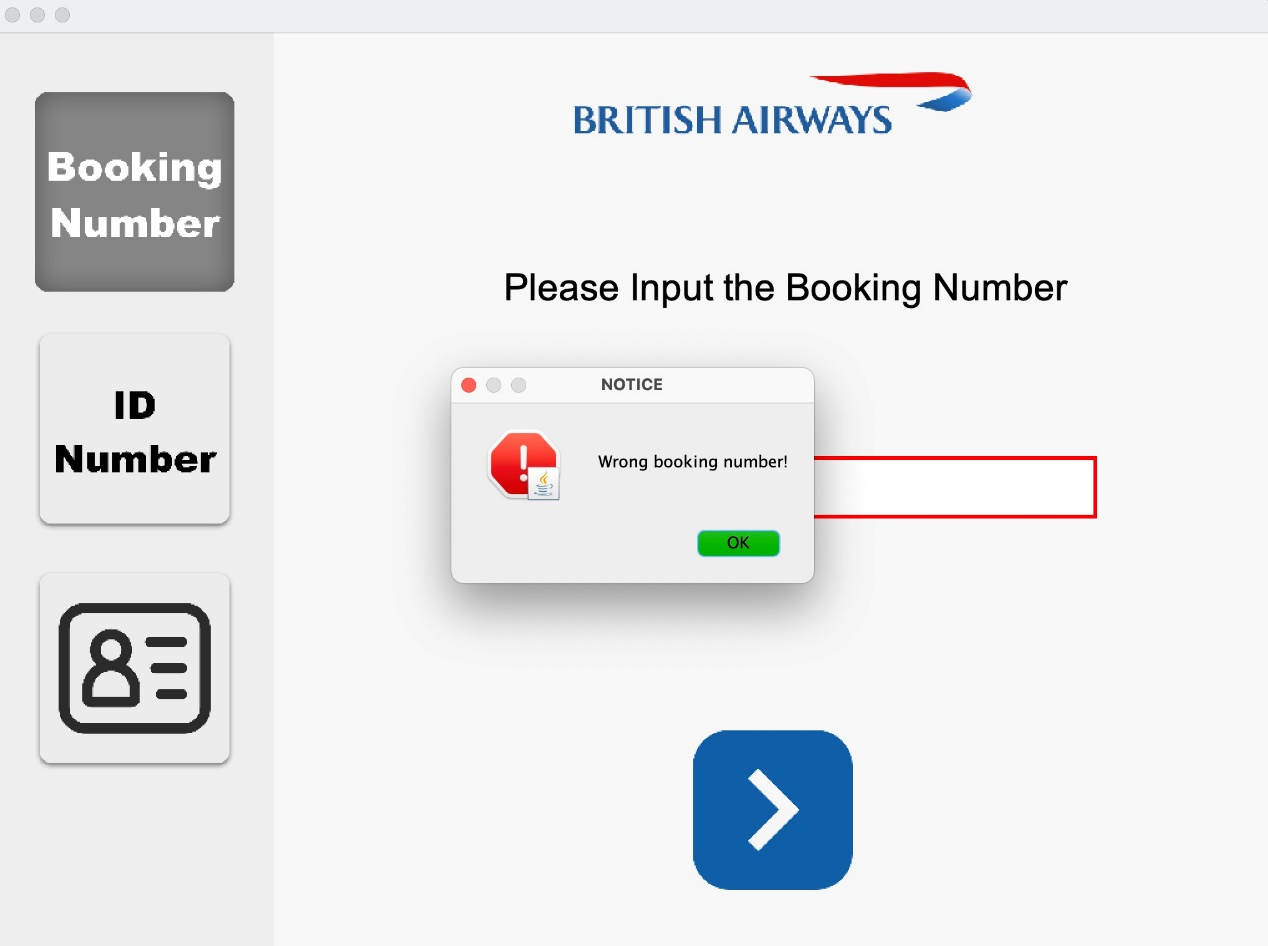 Booking
Number
ID
Number
BRITISH AIRWAYS
Please Input the Booking Number
NOTICE
Wrong booking number!
OK